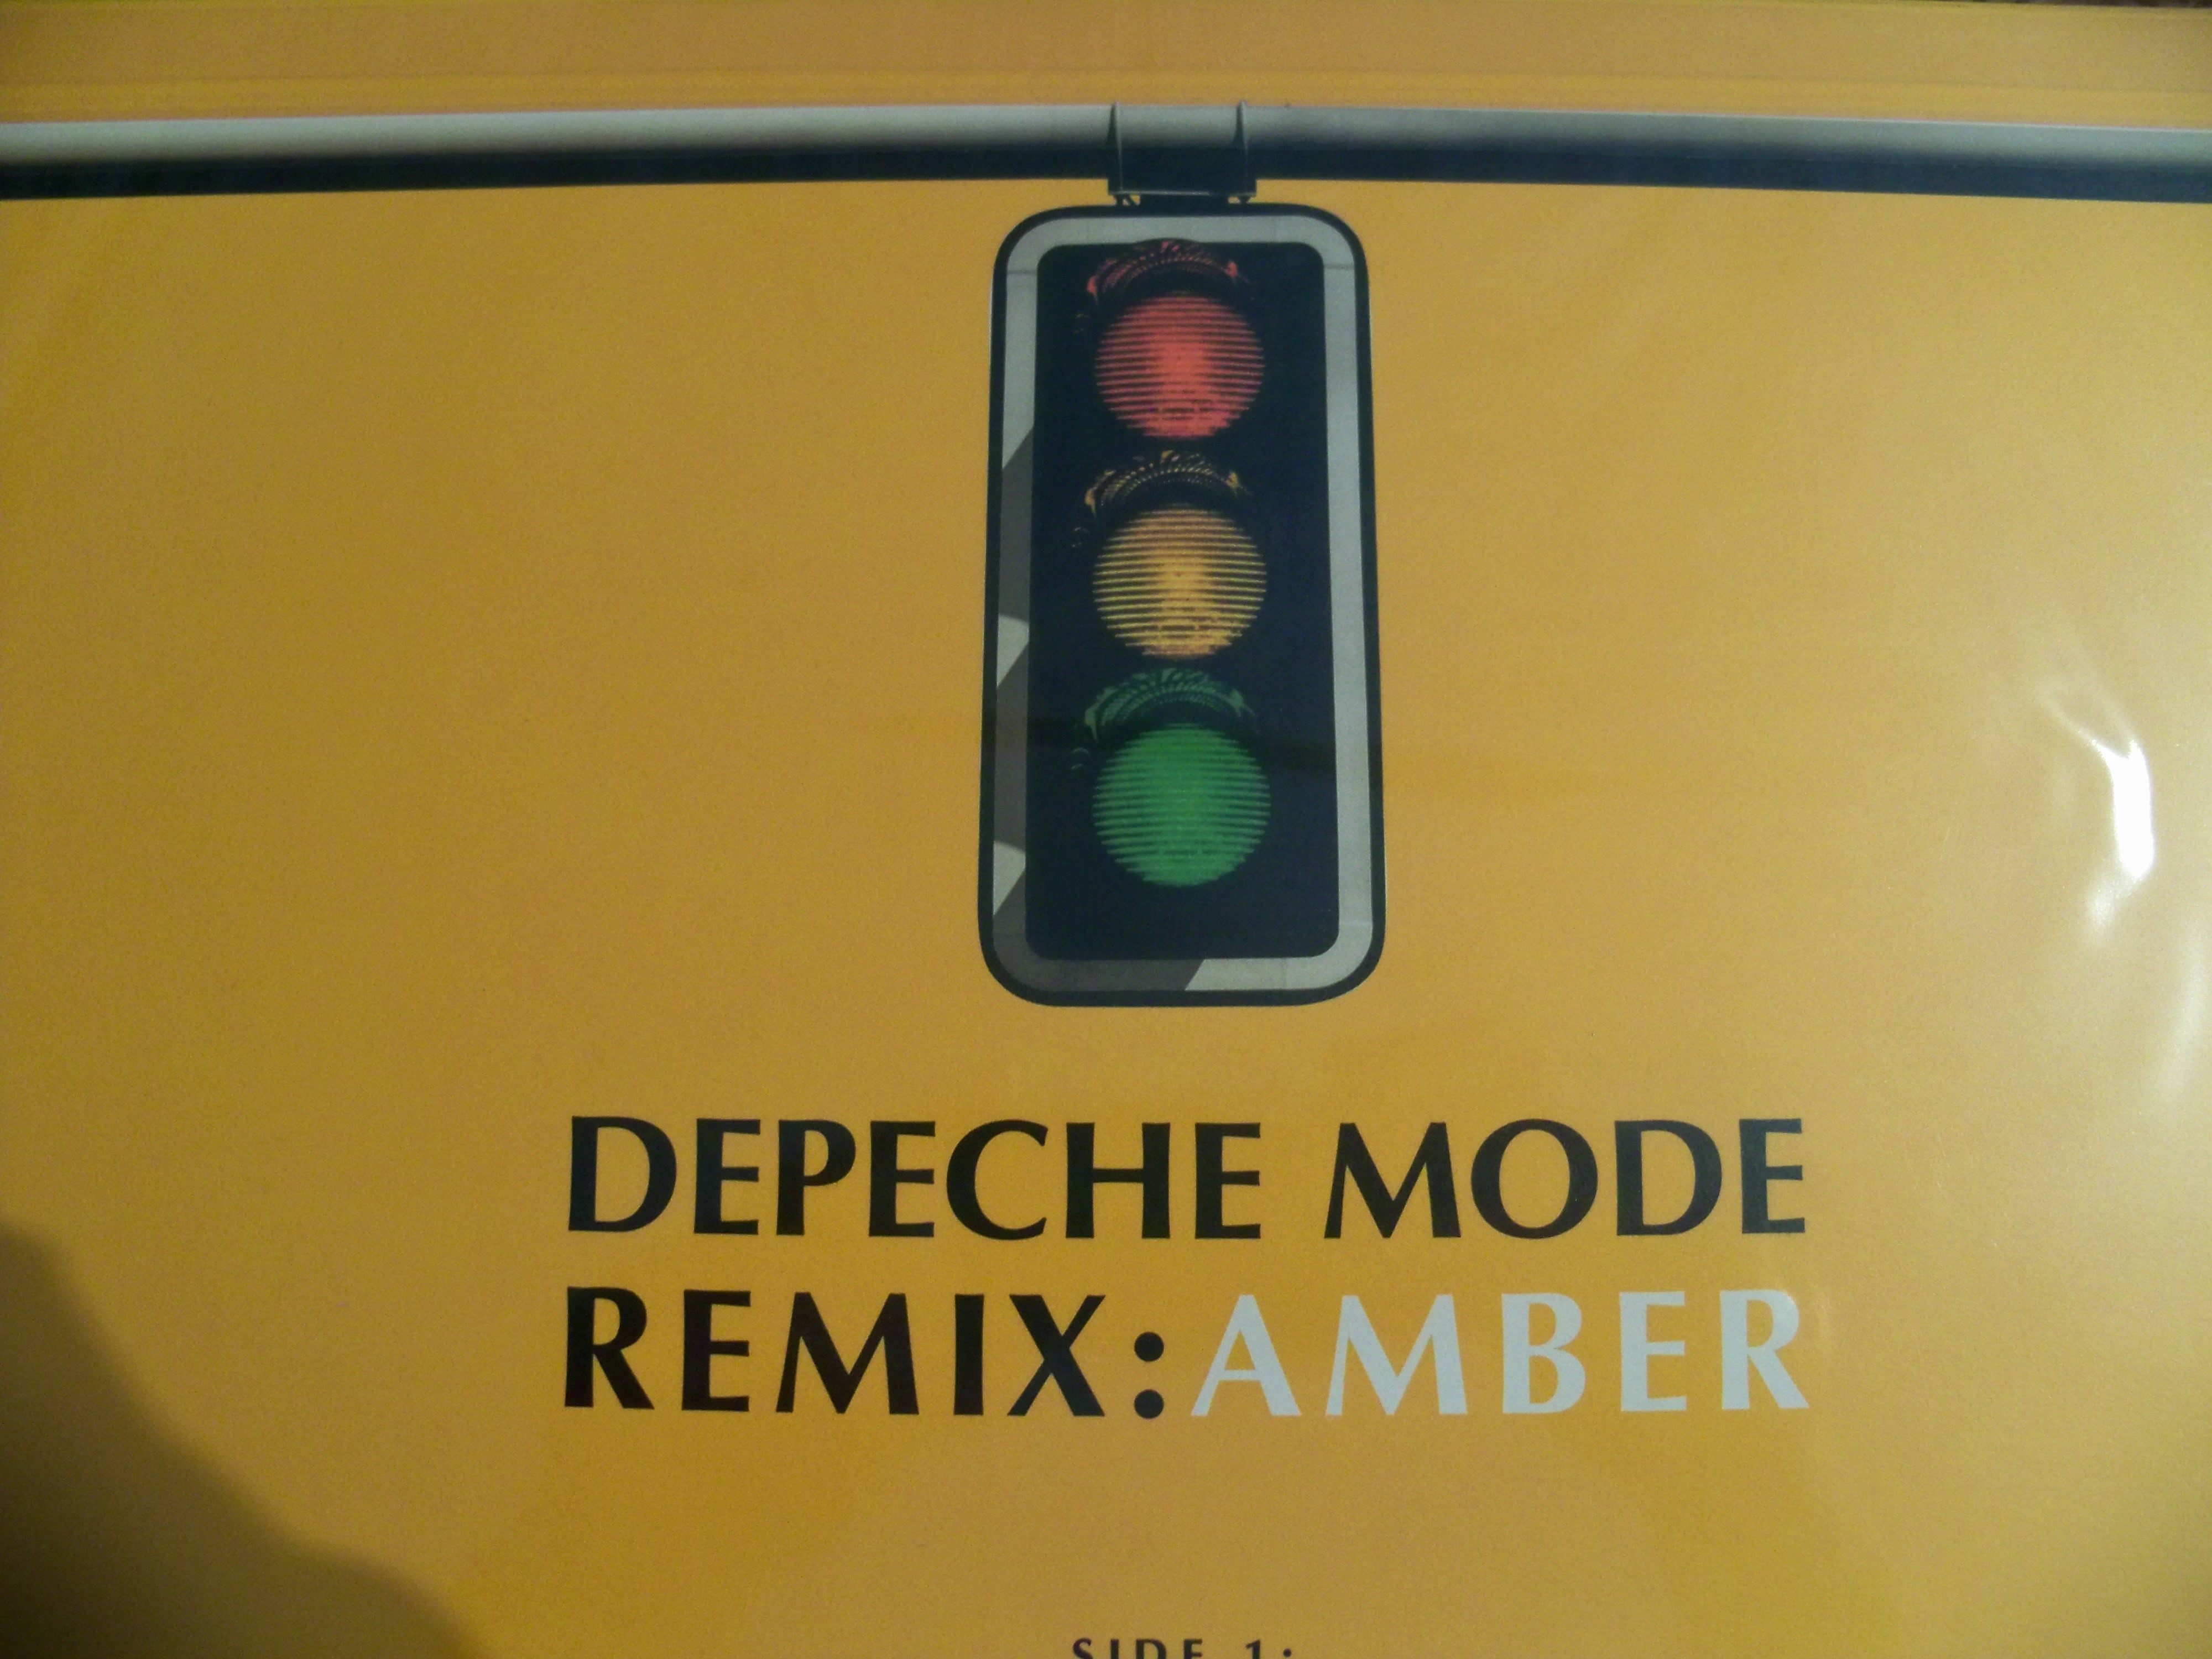 DEPECHE MODE
REMIX:AMBER
SIDE 1: